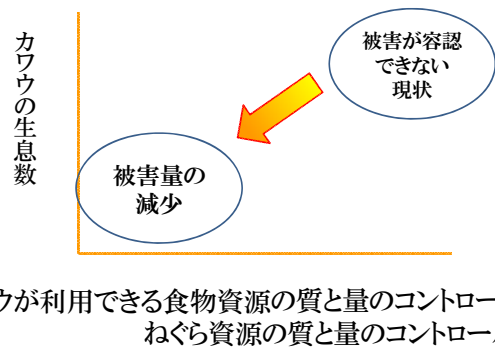 カワウの生息数
被害が容認
できない
現状
被害量の
減少
ウが利用できる食物資源の質と量のコントロー
ねぐら資源の質と量のコントロー